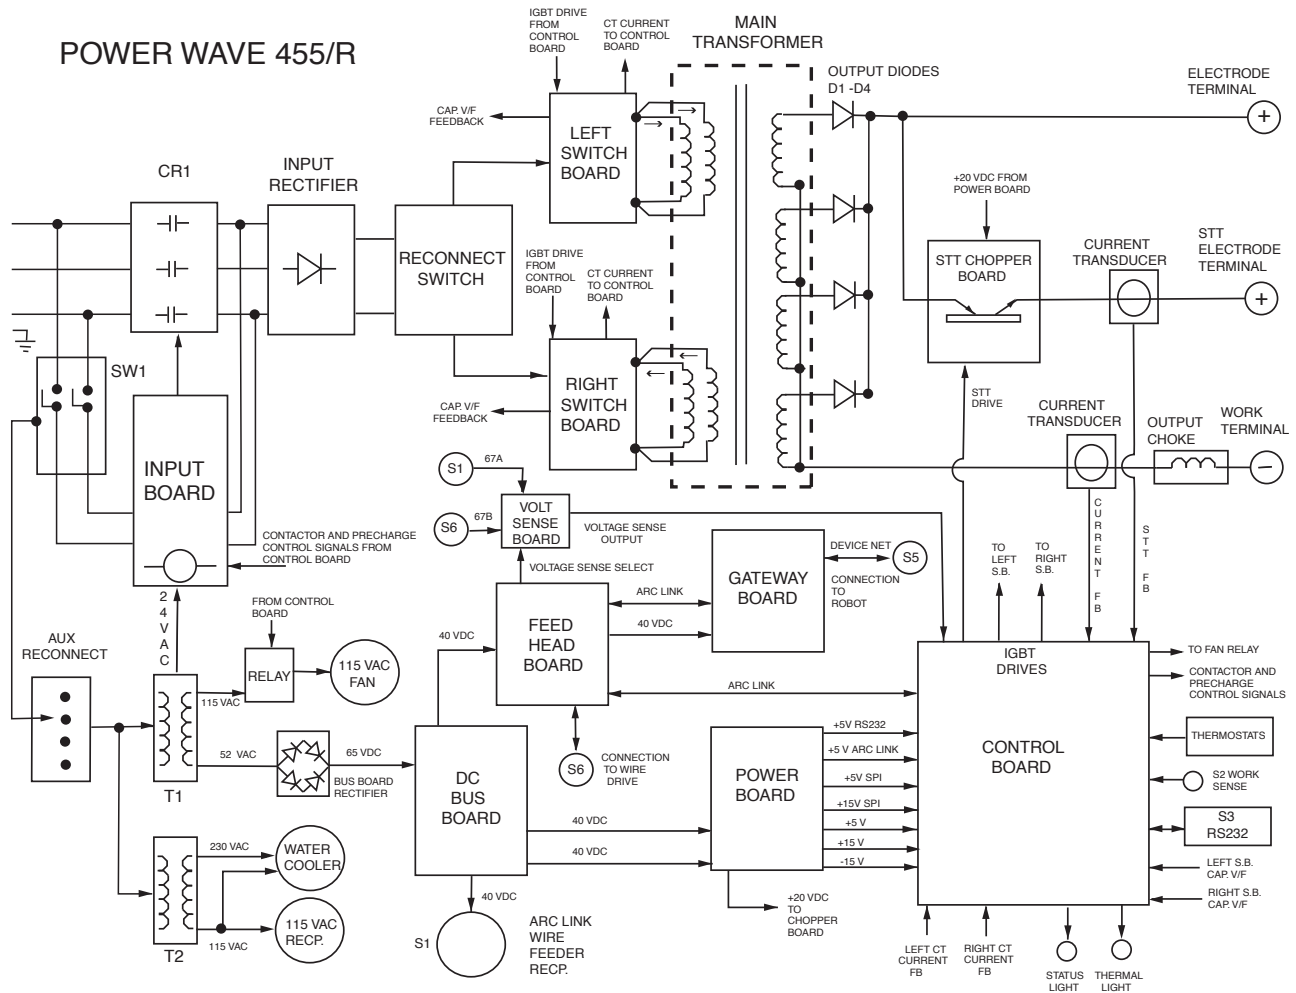 POWER WAVE 455/R
IGBT DRIVE
FROM
CONTROL
BOARD
CT CURRENT
TO CONTROL
BOARD
MAIN
TRANSFORMER
OUTPUT DIODES
D1 -D4
ELECTRODE
TERMINAL
+
CAP. V/F
FEEDBACK
LEFT
SWITCH
BOARD
CR1
INPUT
RECTIFIER
RECONNECT
SWITCH
+20 VDC FROM
POWER BOARD
STT CHOPPER
BOARD
CURRENT
TRANSDUCER
STT
ELECTRODE
TERMINAL
+
IGBT DRIVE
FROM
CONTROL
BOARD
CT CURRENT
TO CONTROL
BOARD
SW1
RIGHT
SWITCH
BOARD
CAP. V/F
FEEDBACK
STT
DRIVE
CURRENT
TRANSDUCER
OUTPUT
CHOKE
WORK
TERMINAL
–
INPUT
BOARD
S1
67A
S6
67B
VOLT
SENSE
BOARD
VOLTAGE SENSE
OUTPUT
CONTACTOR AND PRECHARGE
CONTROL SIGNALS FROM
CONTROL BOARD
VOLTAGE SENSE SELECT
DEVICE NET
S5
CONNECTION
TO
ROBOT
GATEWAY
BOARD
ARC LINK
40 VDC
TO
LEFT
S.B.
TO
RIGHT
S.B.
C
U
R
R
E
N
T
F
B
S
T
T
F
B
2
4
V
A
C
FROM CONTROL
BOARD
AUX
RECONNECT
RELAY
115 VAC
FAN
115 VAC
40 VDC
FEED
HEAD
BOARD
ARC LINK
IGBT
DRIVES
TO FAN RELAY
CONTACTOR AND
PRECHARGE
CONTROL SIGNALS
52  VAC
65 VDC
BUS BOARD
RECTIFIER
T1
DC
BUS
BOARD
S6
CONNECTION
TO WIRE
DRIVE
POWER
BOARD
+5V RS232
+5 V ARC LINK
+5V SPI
+15V SPI
+5 V
+15 V
-15 V
CONTROL
BOARD
THERMOSTATS
S2 WORK
SENSE
S3
RS232
LEFT S.B.
CAP. V/F
RIGHT S.B.
CAP. V/F
40 VDC
40 VDC
230 VAC
WATER
COOLER
115 VAC
RECP.
115 VAC
T2
40 VDC
S1
ARC LINK
WIRE
FEEDER
RECP.
+20 VDC
TO
CHOPPER
BOARD
LEFT CT
CURRENT
FB
RIGHT CT
CURRENT
FB
STATUS
LIGHT
THERMAL
LIGHT